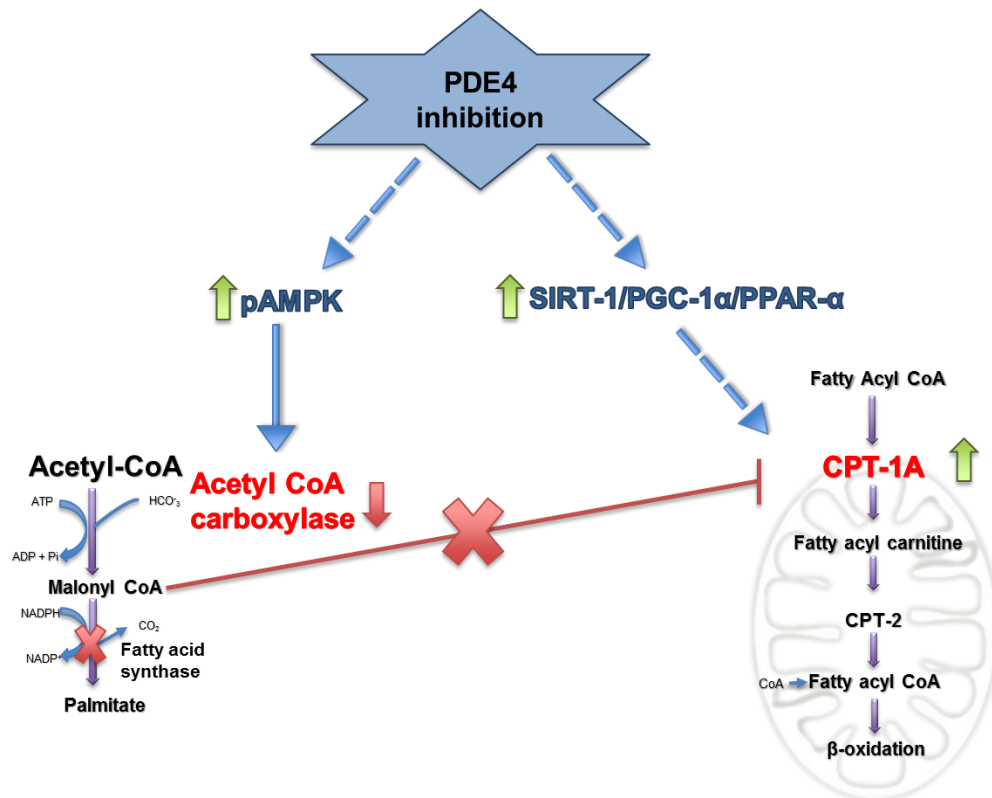 PDE4
inhibition
pAMPK
SIRT-1/PGC-1α/PPAR-α
Fatty Acyl CoA
Acetyl-CoA
Acetyl CoA
carboxylase
CPT-1A
ATP
HCO⁻₃
ADP + Pi
Fatty acyl carnitine
Malonyl CoA
NADPH
CO₂
NADP⁺
Fatty acid
synthase
CPT-2
CoA
Fatty acyl CoA
Palmitate
β-oxidation